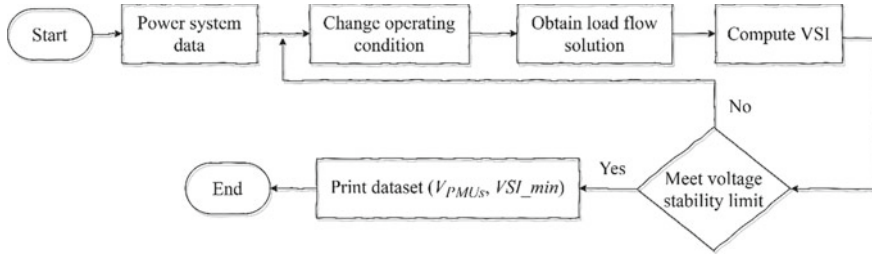 Start
Power system
data
Change operating
condition
Obtain load flow
solution
Compute VSI
No
Yes
Meet voltage
stability limit
Print dataset (V_PMUs, VSI_min)
End